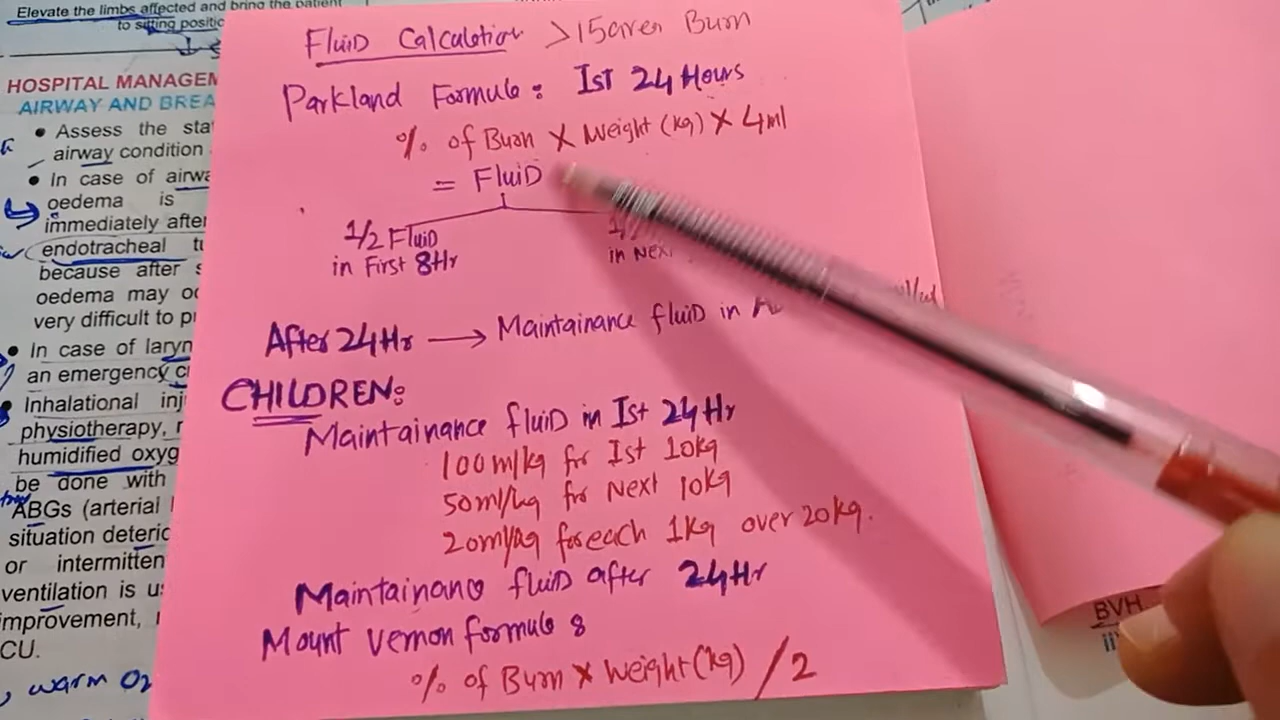 Elevate the limbs affected and bring the patient
to sitting positio
HOSPITAL MANAGEM
AIRWAY AND BREA
• Assess the sta
airway condition
• In case of airwa
oedema is
immediately after
endotracheal tu
because after s
oedema may oc
very difficult to pr
• In case of laryn
an emergency c
Inhalational inj
physiotherapy, r
humidified oxyg
be done with
ABGs (arterial
situation deteric
or intermitten
ventilation is u
improvement,
CU.
warm O2
Fluid Calculation >15 Burn
Parkland Formula: Ist 24 Hours
% of Burn X Weight (kg) X 4ml
= Fluid
1/2 Fluid
in First 8Hr
in Nex
After 24Hr → Maintainance fluid in
CHILDREN:
Maintainance fluid in Ist 24Hr
100ml/kg for Ist 10kg
50ml/kg for Next 10kg
20ml/kg for each 1kg over 20kg.
Maintainance fluid after 24Hr
Mount Vernon formula :
% of Burn X Weight (kg) /2
BVH